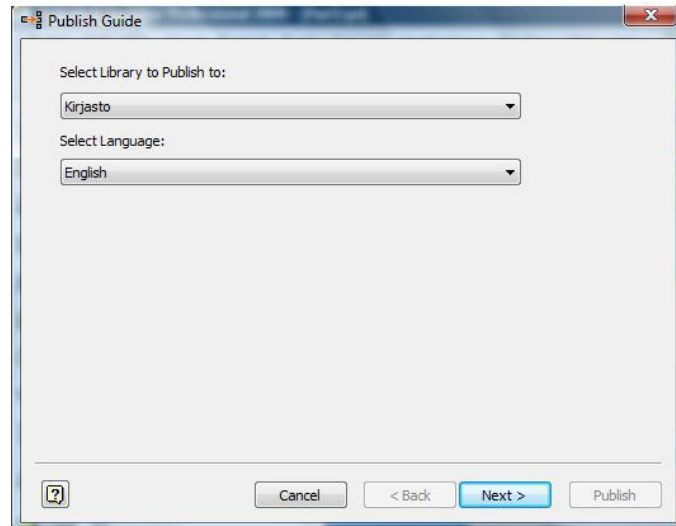 Publish Guide
Select Library to Publish to:
Kirjasto
Select Language:
English
Cancel
< Back
Next >
Publish